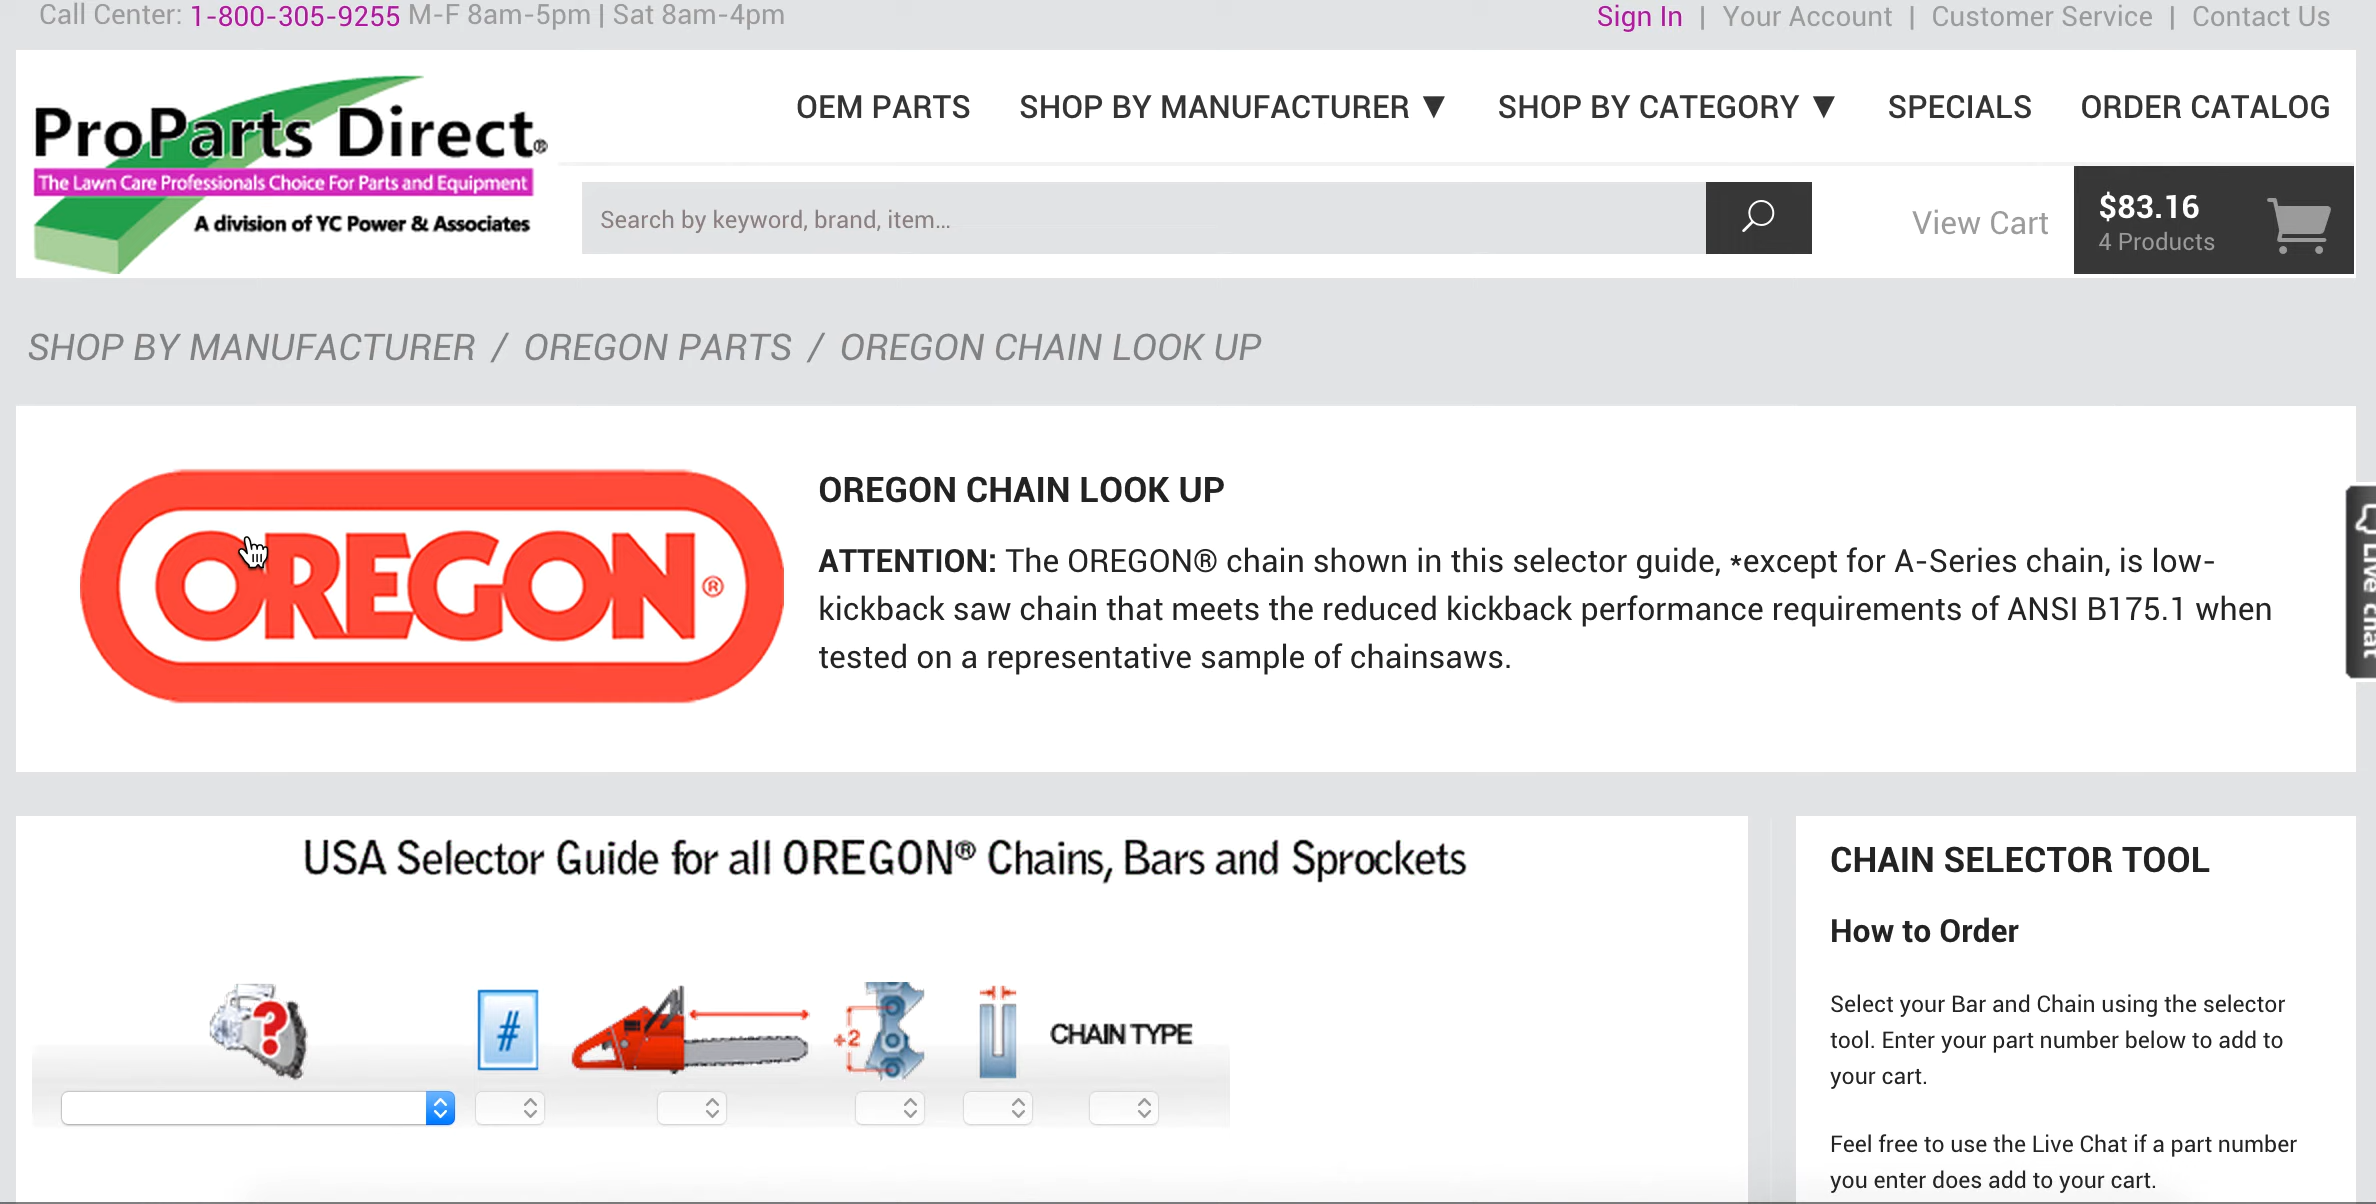 Call Center: 1-800-305-9255 M-F 8am-5pm | Sat 8am-4pm
Sign In | Your Account | Customer Service | Contact Us
ProParts Direct®
The Lawn Care Professionals Choice For Parts and Equipment
A division of YC Power & Associates
OEM PARTS SHOP BY MANUFACTURER ▼ SHOP BY CATEGORY ▼ SPECIALS ORDER CATALOG
Search by keyword, brand, item...
View Cart
$83.16
4 Products
SHOP BY MANUFACTURER / OREGON PARTS / OREGON CHAIN LOOK UP
OREGON®
OREGON CHAIN LOOK UP
ATTENTION: The OREGON® chain shown in this selector guide, *except for A-Series chain, is low-
kickback saw chain that meets the reduced kickback performance requirements of ANSI B175.1 when
tested on a representative sample of chainsaws.
Live chat
USA Selector Guide for all OREGON® Chains, Bars and Sprockets
?
#
+2
CHAIN TYPE
CHAIN SELECTOR TOOL
How to Order
Select your Bar and Chain using the selector
tool. Enter your part number below to add to
your cart.
Feel free to use the Live Chat if a part number
you enter does add to your cart.